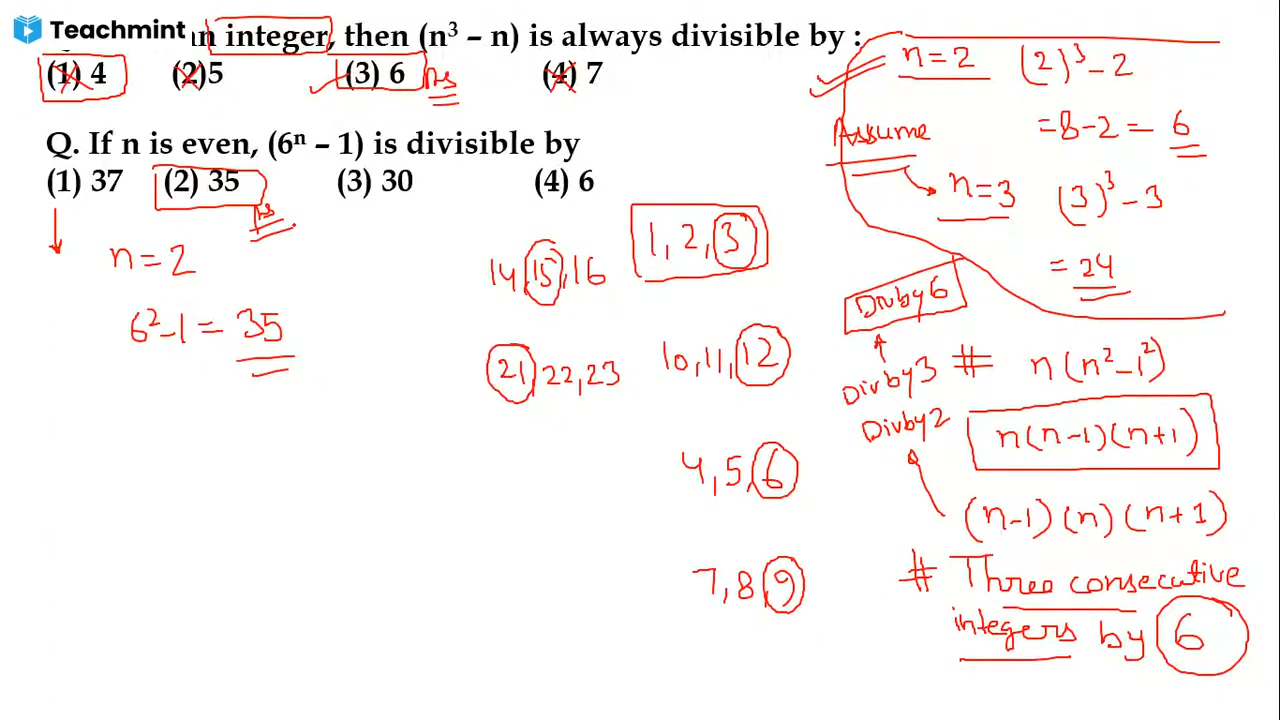 Teachmint
n integer, then (n³ – n) is always divisible by :
(1) 4 (2)5 (3) 6 (4) 7
Ans
Q. If n is even, (6ⁿ – 1) is divisible by
(1) 37 (2) 35 (3) 30 (4) 6
n = 2
6² – 1 = 35
14, 15, 16
21, 22, 23
1, 2, 3
10, 11, 12
4, 5, 6
7, 8, 9
n = 2 (2)³ – 2
= 8 – 2 = 6
Assume
n = 3 (3)³ – 3
= 24
Div by 6
Div by 3
Div by 2
# n(n² – 1²)
n(n–1)(n+1)
(n–1)(n)(n+1)
# Three consecutive
integers by 6